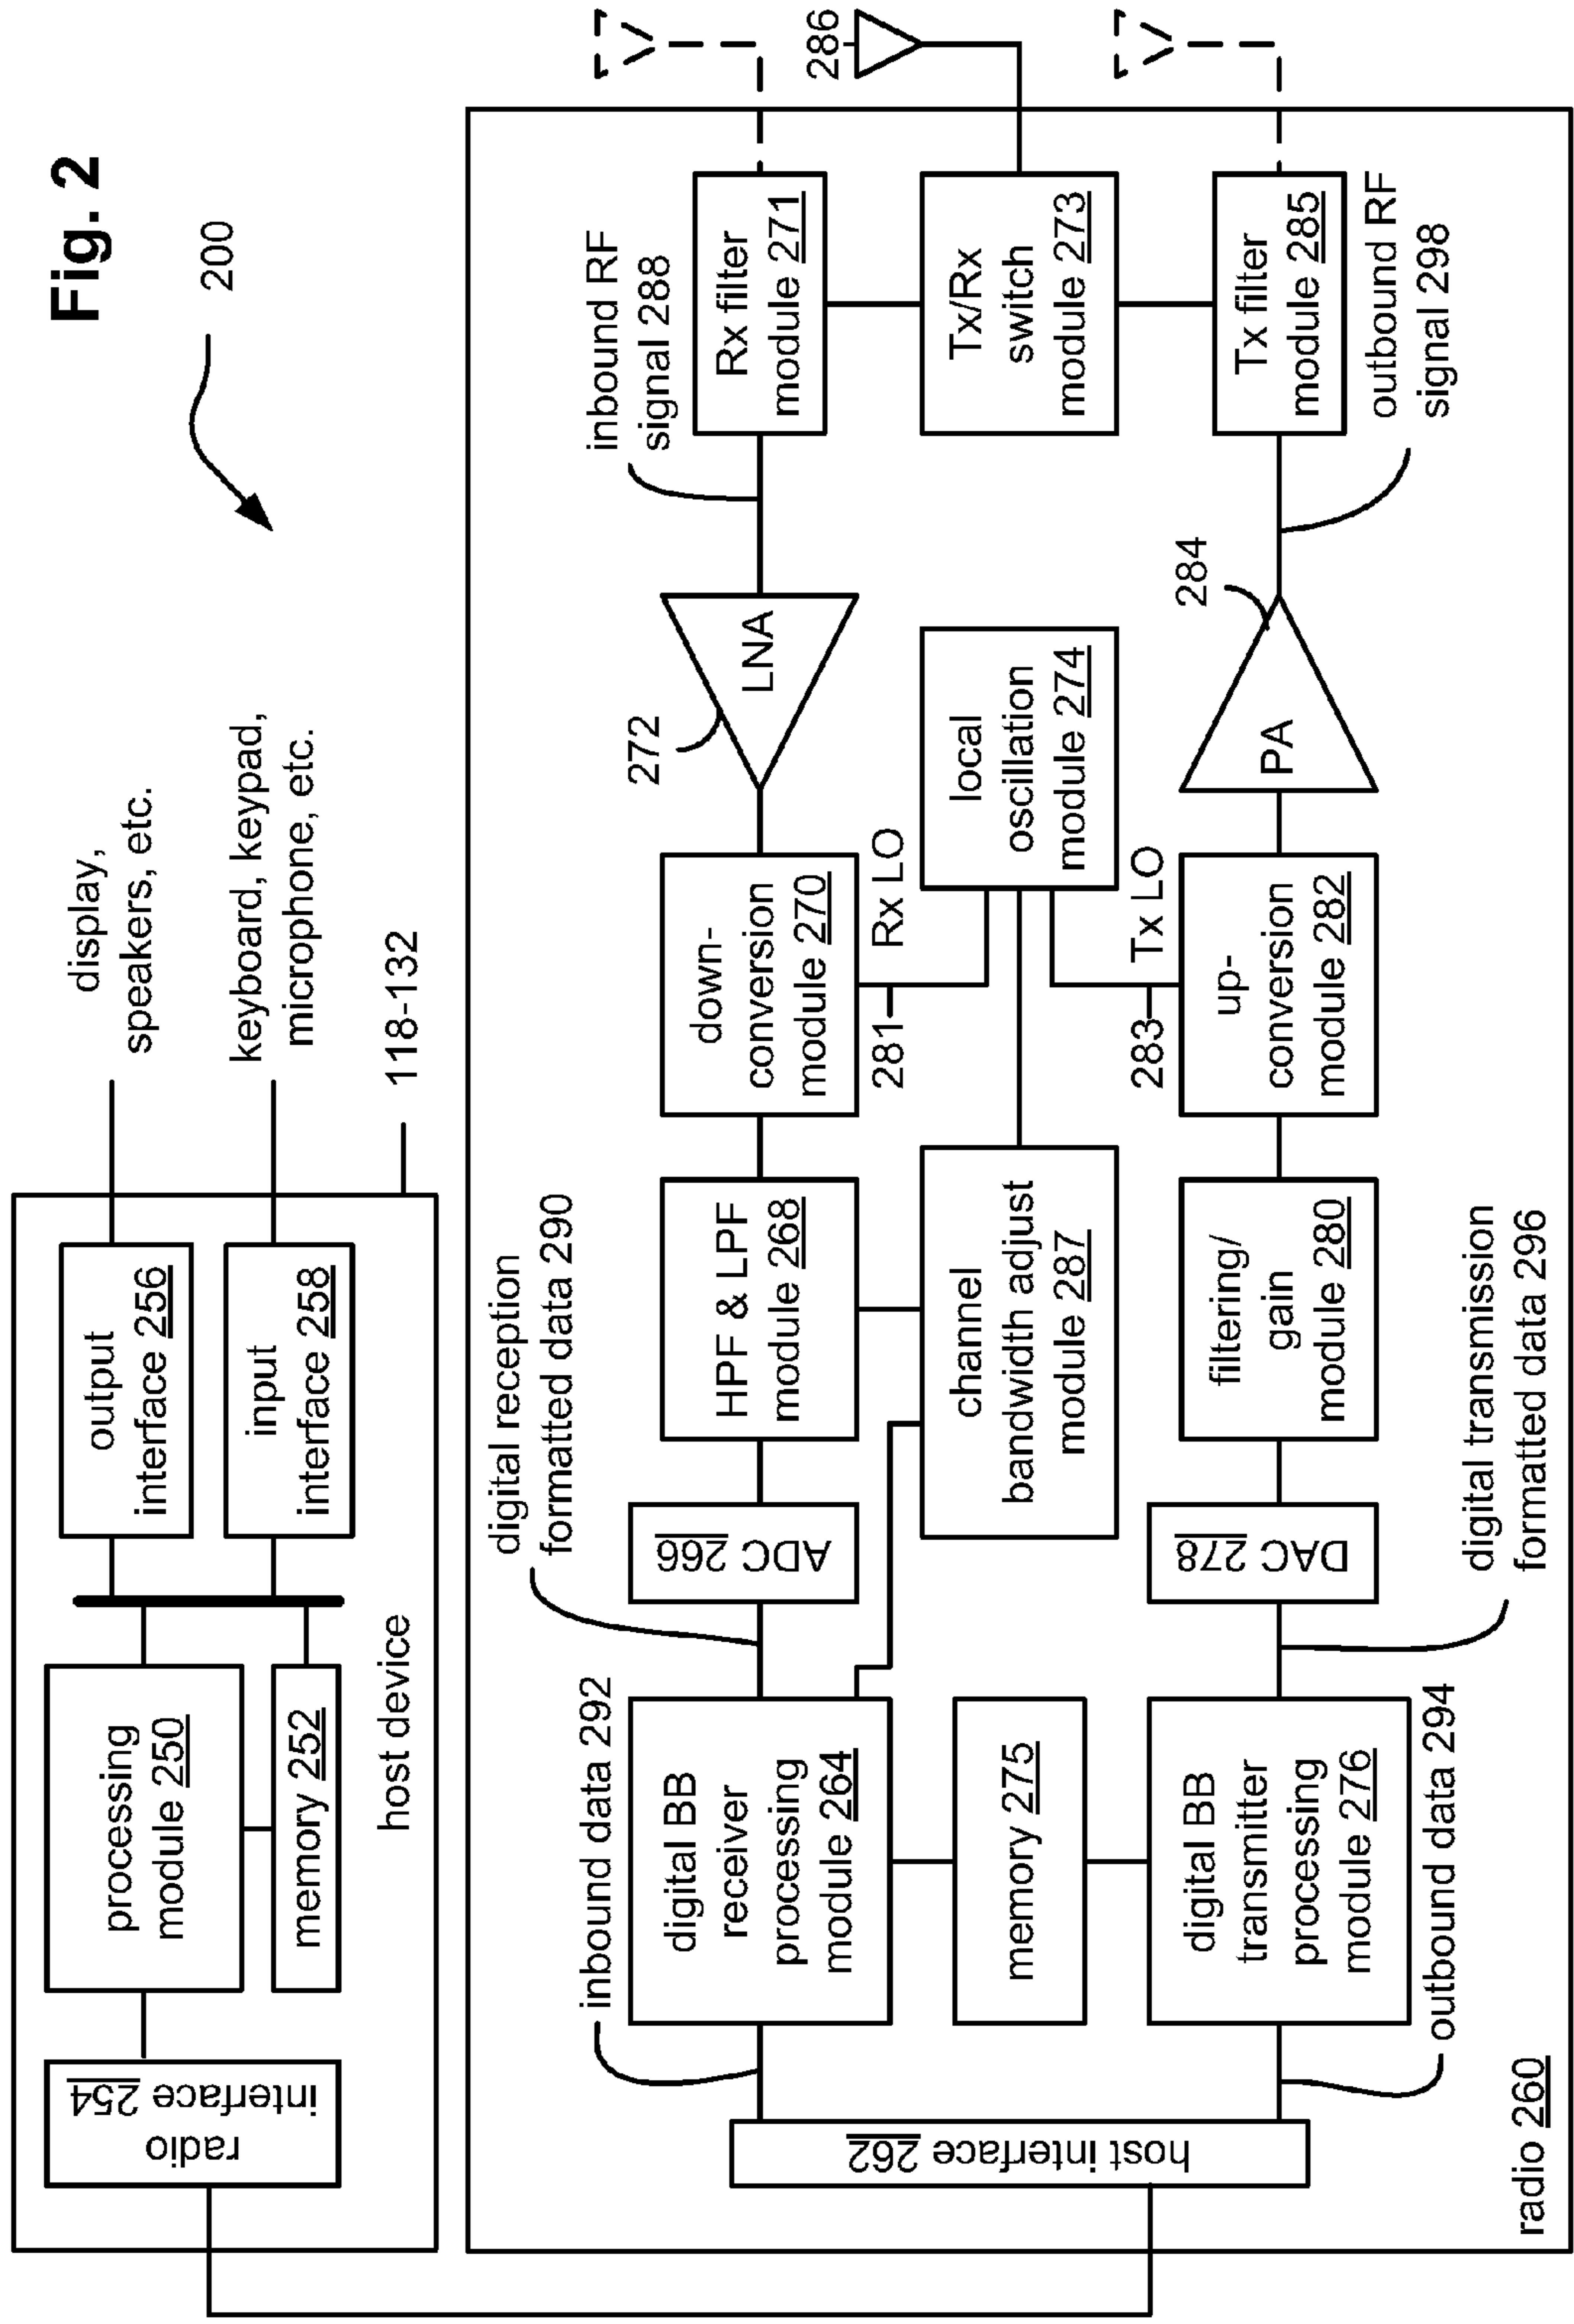 Fig. 2
200
display,
speakers, etc.
keyboard, keypad,
microphone, etc.
118-132
output
interface 256
input
interface 258
processing
module 250
memory 252
radio
interface 254
host device
286
inbound RF
signal 288
Rx filter
module 271
Tx/Rx
switch
module 273
Tx filter
module 285
outbound RF
signal 298
272
LNA
284
PA
local
oscillation
module 274
down-
conversion
module 270
281
Rx LO
283
Tx LO
up-
conversion
module 282
HPF & LPF
module 268
channel
bandwidth adjust
module 287
filtering/
gain
module 280
digital reception
formatted data 290
ADC 266
DAC 278
digital transmission
formatted data 296
inbound data 292
digital BB
receiver
processing
module 264
memory 275
digital BB
transmitter
processing
module 276
outbound data 294
host interface 262
radio 260